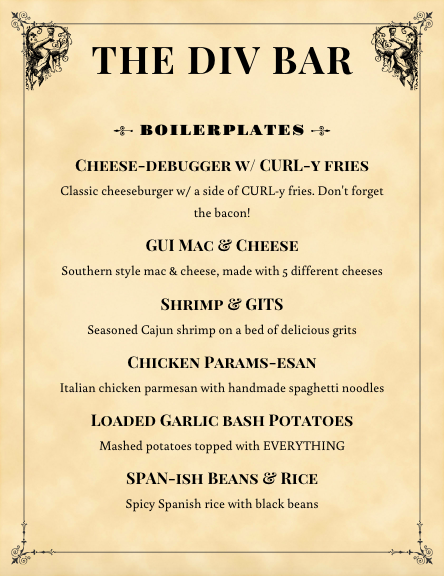 THE DIV BAR
BOILERPLATES
CHEESE-DEBUGGER W/ CURL-Y FRIES
Classic cheeseburger w/ a side of CURL-y fries. Don't forget
the bacon!
GUI MAC & CHEESE
Southern style mac & cheese, made with 5 different cheeses
SHRIMP & GITS
Seasoned Cajun shrimp on a bed of delicious grits
CHICKEN PARAMS-ESAN
Italian chicken parmesan with handmade spaghetti noodles
LOADED GARLIC BASH POTATOES
Mashed potatoes topped with EVERYTHING
SPAN-ISH BEANS & RICE
Spicy Spanish rice with black beans